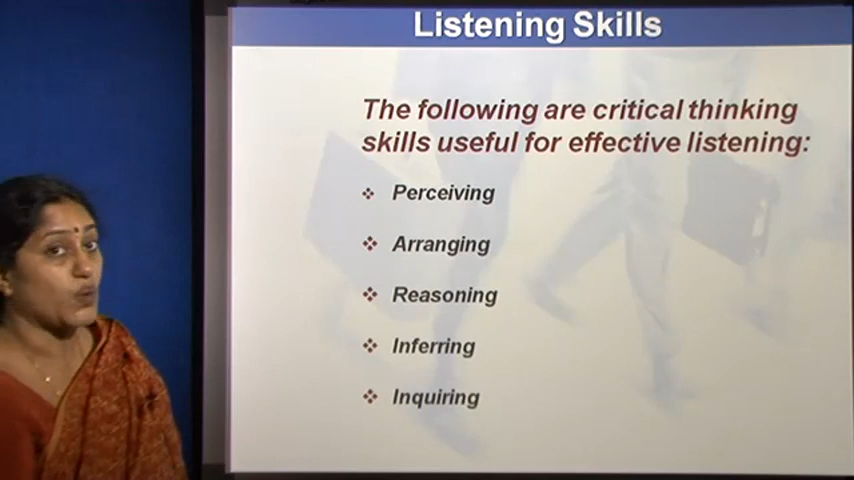 Listening Skills
The following are critical thinking
skills useful for effective listening:
Perceiving
Arranging
Reasoning
Inferring
Inquiring